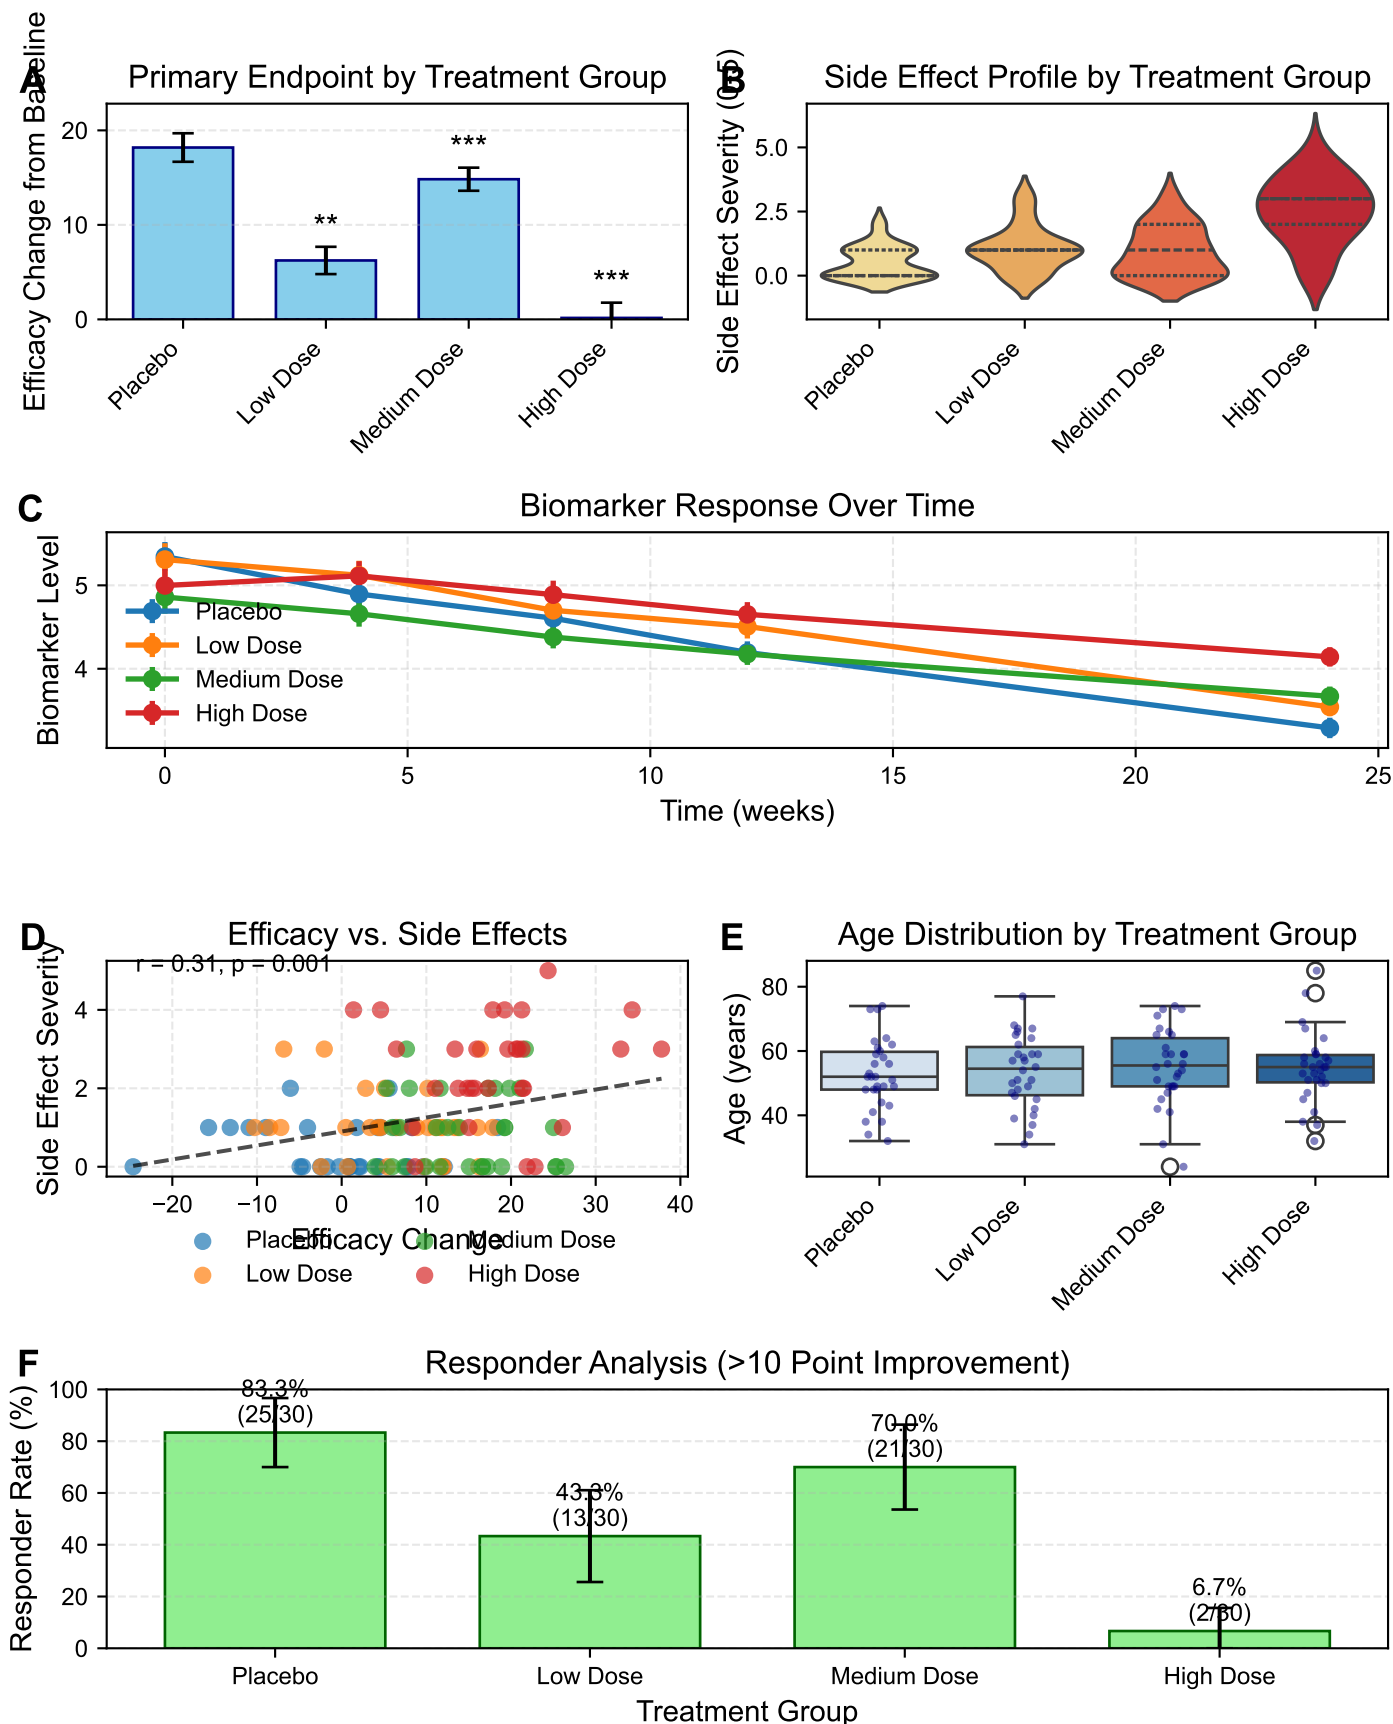 A
Primary Endpoint by Treatment Group
Efficacy Change from Baseline
20
10
0
**
***
***
Placebo
Low Dose
Medium Dose
High Dose
B
Side Effect Profile by Treatment Group
Side Effect Severity (0-5)
5.0
2.5
0.0
Placebo
Low Dose
Medium Dose
High Dose
C
Biomarker Response Over Time
Biomarker Level
5
4
Placebo
Low Dose
Medium Dose
High Dose
0
5
10
15
20
25
Time (weeks)
D
Efficacy vs. Side Effects
Side Effect Severity
r = 0.31, p = 0.001
4
2
0
−20
−10
0
10
20
30
40
Efficacy Change
Placebo
Medium Dose
Low Dose
High Dose
E
Age Distribution by Treatment Group
Age (years)
80
60
40
Placebo
Low Dose
Medium Dose
High Dose
F
Responder Analysis (>10 Point Improvement)
Responder Rate (%)
100
80
60
40
20
0
83.3%
(25/30)
43.3%
(13/30)
70.0%
(21/30)
6.7%
(2/30)
Placebo
Low Dose
Medium Dose
High Dose
Treatment Group